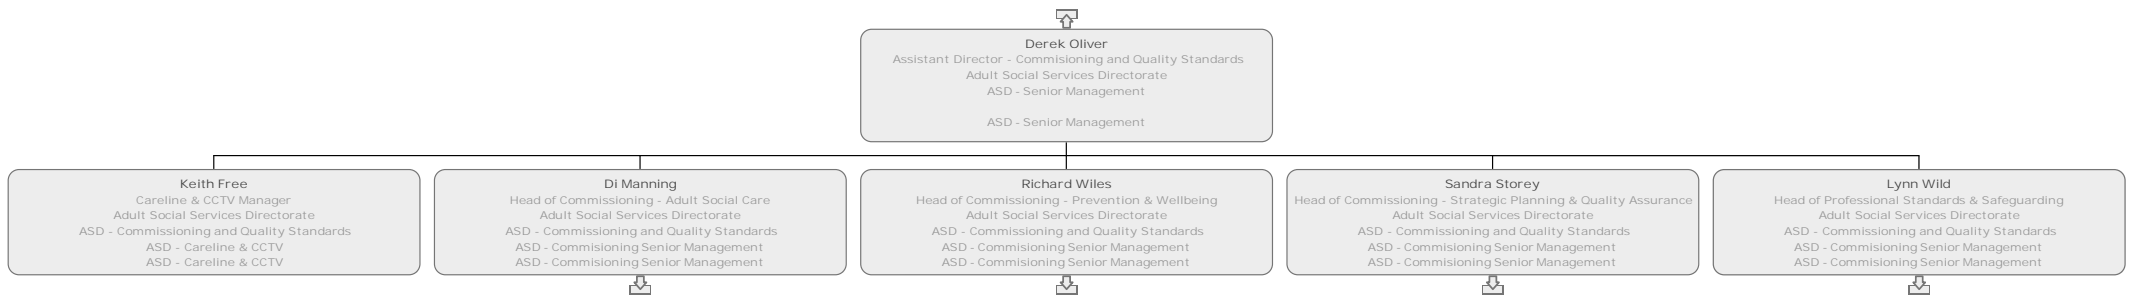 Derek Oliver
Assistant Director - Commisioning and Quality Standards
Adult Social Services Directorate
ASD - Senior Management
ASD - Senior Management
Keith Free
Careline & CCTV Manager
Adult Social Services Directorate
ASD - Commissioning and Quality Standards
ASD - Careline & CCTV
ASD - Careline & CCTV
Di Manning
Head of Commissioning - Adult Social Care
Adult Social Services Directorate
ASD - Commissioning and Quality Standards
ASD - Commisioning Senior Management
ASD - Commisioning Senior Management
Richard Wiles
Head of Commissioning - Prevention & Wellbeing
Adult Social Services Directorate
ASD - Commissioning and Quality Standards
ASD - Commisioning Senior Management
ASD - Commisioning Senior Management
Sandra Storey
Head of Commissioning - Strategic Planning & Quality Assurance
Adult Social Services Directorate
ASD - Commissioning and Quality Standards
ASD - Commisioning Senior Management
ASD - Commisioning Senior Management
Lynn Wild
Head of Professional Standards & Safeguarding
Adult Social Services Directorate
ASD - Commissioning and Quality Standards
ASD - Commisioning Senior Management
ASD - Commisioning Senior Management